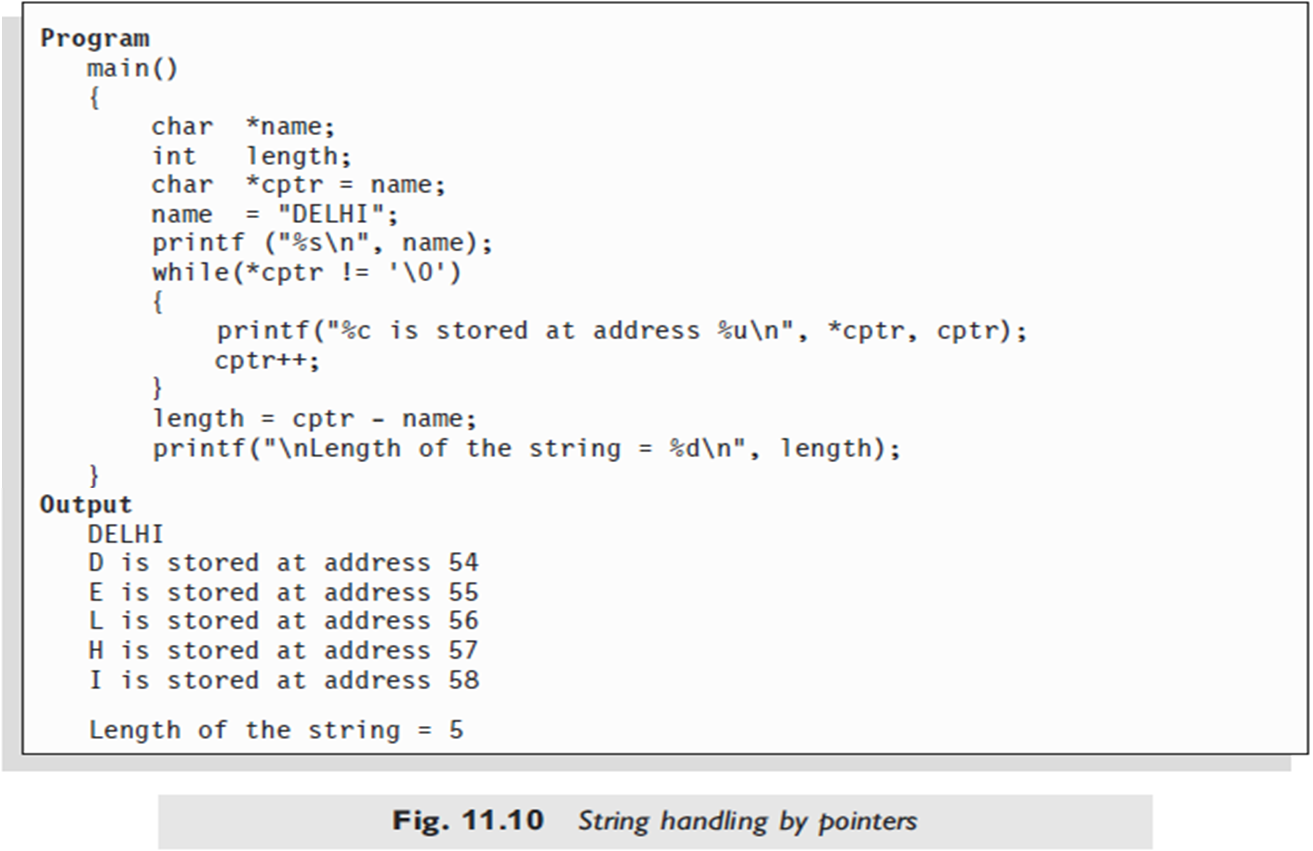 Program
main()
{
char *name;
int length;
char *cptr = name;
name = "DELHI";
printf ("%s\n", name);
while(*cptr != '\0')
{
printf("%c is stored at address %u\n", *cptr, cptr);
cptr++;
}
length = cptr - name;
printf("\nLength of the string = %d\n", length);
}
Output
DELHI
D is stored at address 54
E is stored at address 55
L is stored at address 56
H is stored at address 57
I is stored at address 58
Length of the string = 5
Fig. 11.10 String handling by pointers